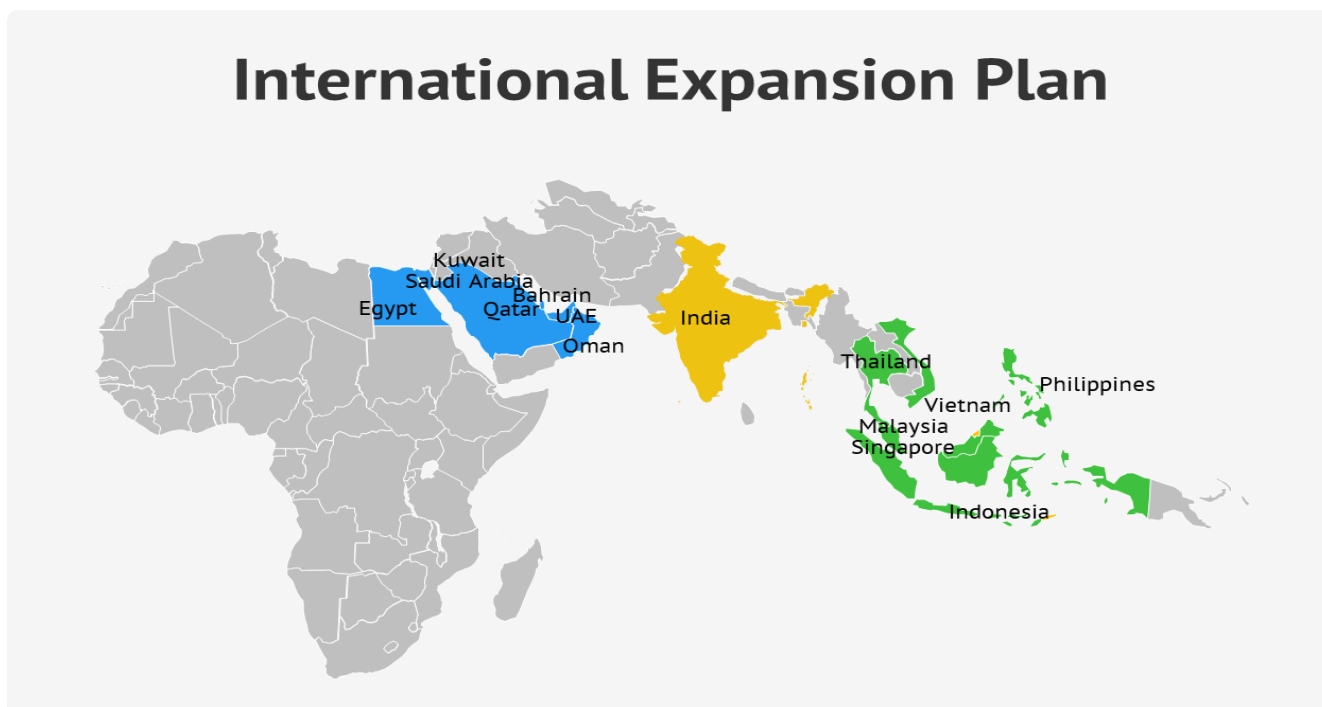 International Expansion Plan
Kuwait
Saudi Arabia
Bahrain
Egypt
Qatar
UAE
India
Oman
Thailand
Philippines
Vietnam
Malaysia
Singapore
Indonesia